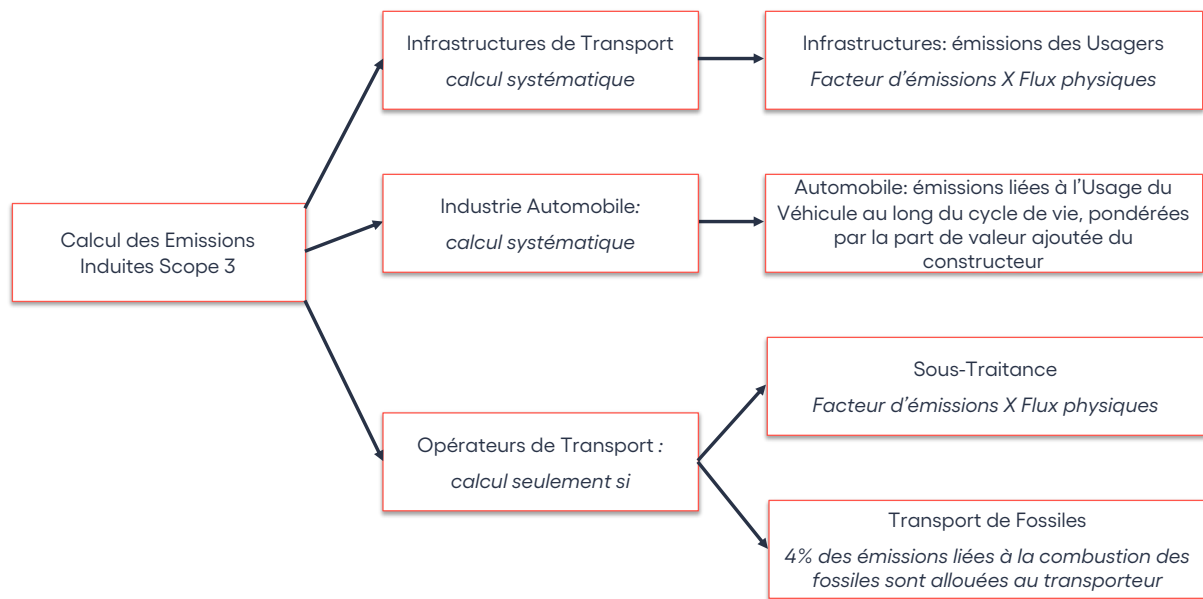 Calcul des Emissions
Induites Scope 3
Infrastructures de Transport
calcul systématique
Infrastructures: émissions des Usagers
Facteur d’émissions X Flux physiques
Industrie Automobile:
calcul systématique
Automobile: émissions liées à l’Usage du
Véhicule au long du cycle de vie, pondérées
par la part de valeur ajoutée du
constructeur
Opérateurs de Transport :
calcul seulement si
Sous-Traitance
Facteur d’émissions X Flux physiques
Transport de Fossiles
4% des émissions liées à la combustion des
fossiles sont allouées au transporteur